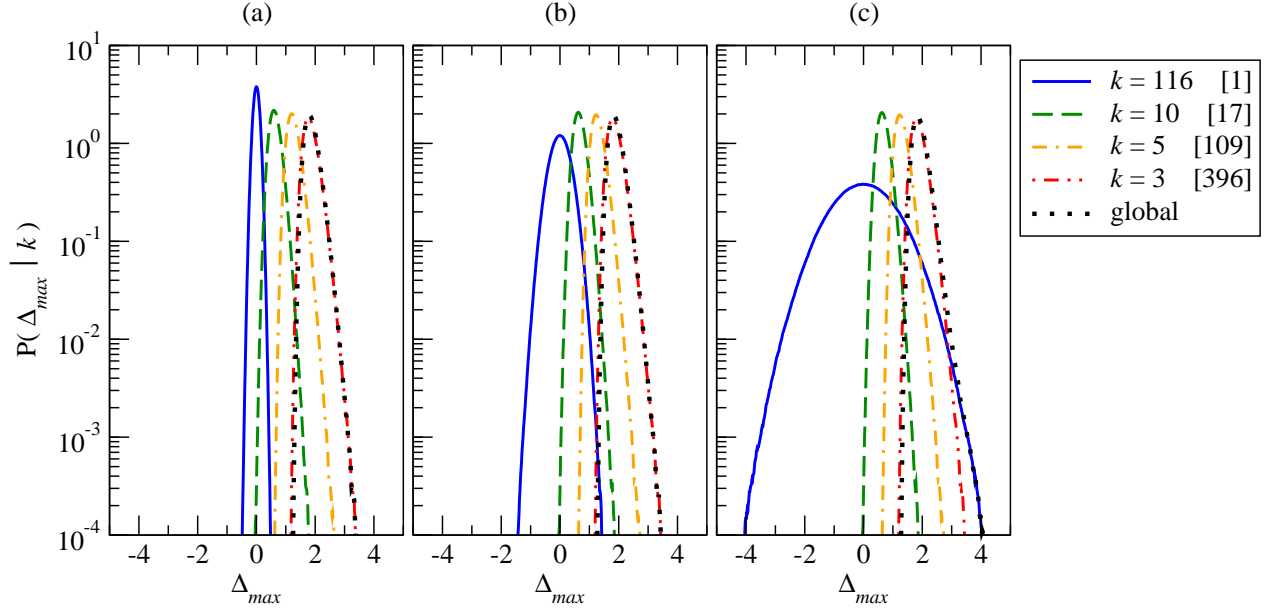 (a) (b) (c)
10^1
10^0
10^-1
10^-2
10^-3
10^-4
P( Δ_max | k )
-4 -2 0 2 4
-4 -2 0 2 4
-4 -2 0 2 4
Δ_max Δ_max Δ_max
k = 116 [1]
k = 10 [17]
k = 5 [109]
k = 3 [396]
global